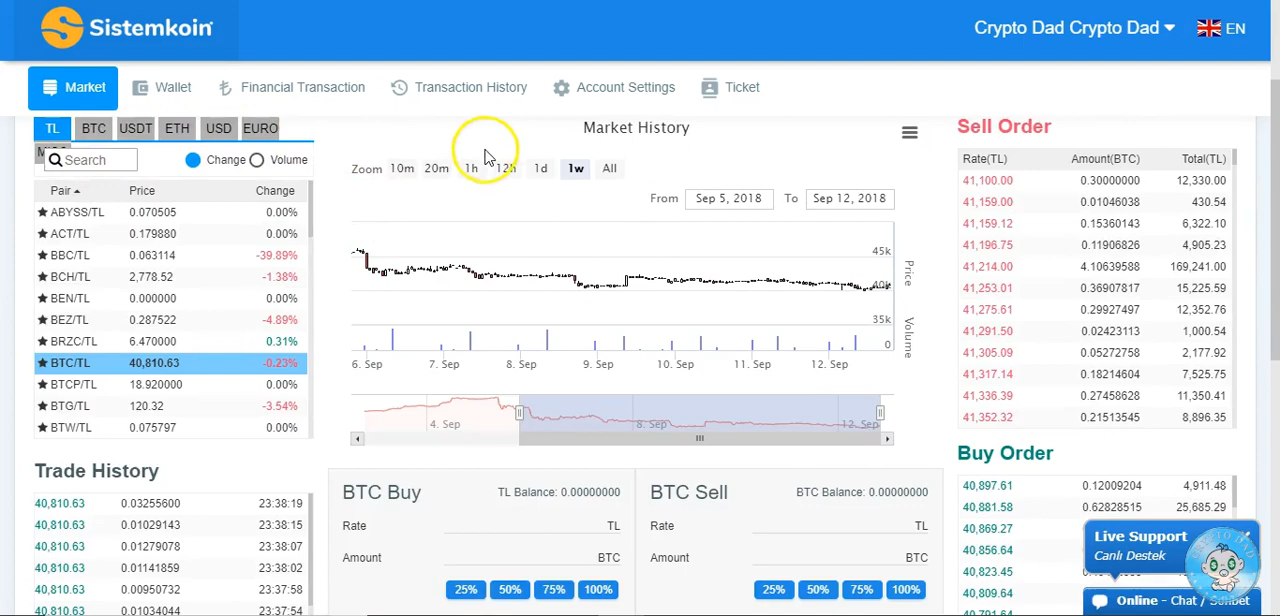 Sistemkoin
Crypto Dad Crypto Dad
EN
Market
Wallet
Financial Transaction
Transaction History
Account Settings
Ticket
TL BTC USDT ETH USD EURO
Search
Change Volume
Pair Price Change
ABYSS/TL 0.070505 0.00%
ACT/TL 0.179880 0.00%
BBC/TL 0.063114 -39.89%
BCH/TL 2,778.52 -1.38%
BEN/TL 0.000000 0.00%
BEZ/TL 0.287522 -4.89%
BRZC/TL 6.470000 0.31%
BTC/TL 40,810.63 -0.23%
BTCP/TL 18.920000 0.00%
BTG/TL 120.32 -3.54%
BTW/TL 0.075797 0.00%
Trade History
40,810.63 0.03255600 23:38:19
40,810.63 0.01029143 23:38:15
40,810.63 0.01279078 23:38:07
40,810.63 0.01141859 23:38:02
40,810.63 0.00950732 23:37:58
40,810.63 0.01034044 23:37:54
Market History
Zoom 10m 20m 1h 12h 1d 1w All
From Sep 5, 2018 To Sep 12, 2018
45k
40k
35k
0
Price
Volume
6. Sep 7. Sep 8. Sep 9. Sep 10. Sep 11. Sep 12. Sep
4. Sep 8. Sep 12. Sep
BTC Buy TL Balance: 0.00000000
Rate TL
Amount BTC
25% 50% 75% 100%
BTC Sell BTC Balance: 0.00000000
Rate TL
Amount BTC
25% 50% 75% 100%
Sell Order
Rate(TL) Amount(BTC) Total(TL)
41,100.00 0.30000000 12,330.00
41,159.00 0.01046038 430.54
41,159.12 0.15360143 6,322.10
41,196.75 0.11906826 4,905.23
41,214.00 4.10639588 169,241.00
41,253.01 0.36907817 15,225.59
41,275.61 0.29927497 12,352.76
41,291.50 0.02423113 1,000.54
41,305.09 0.05272758 2,177.92
41,317.14 0.18214604 7,525.75
41,336.39 0.27458628 11,350.41
41,352.32 0.21513545 8,896.35
Buy Order
40,897.61 0.12009204 4,911.48
40,881.58 0.62828515 25,685.29
40,869.27
40,856.64
40,823.45
40,800.01
Live Support
Canlı Destek
CRYPTO DAD
Online - Chat / Sohbet